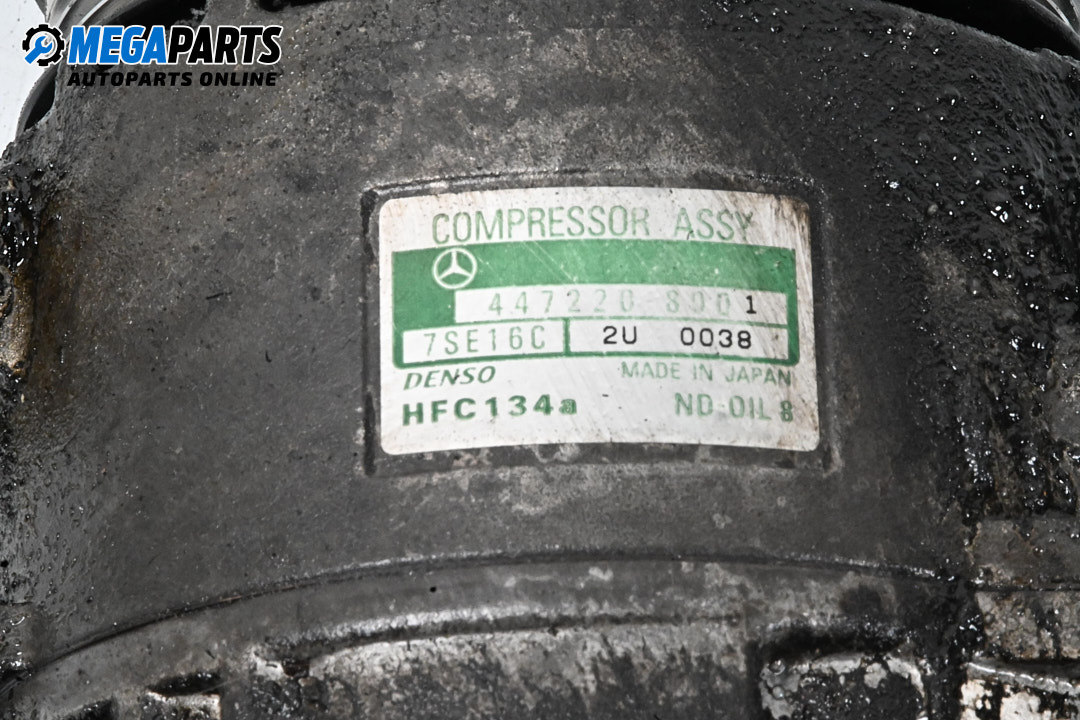 MEGAPARTS
AUTOPARTS ONLINE
COMPRESSOR ASSY
447220-8001
7SE16C 2U 0038
DENSO MADE IN JAPAN
HFC134a ND-OIL 8